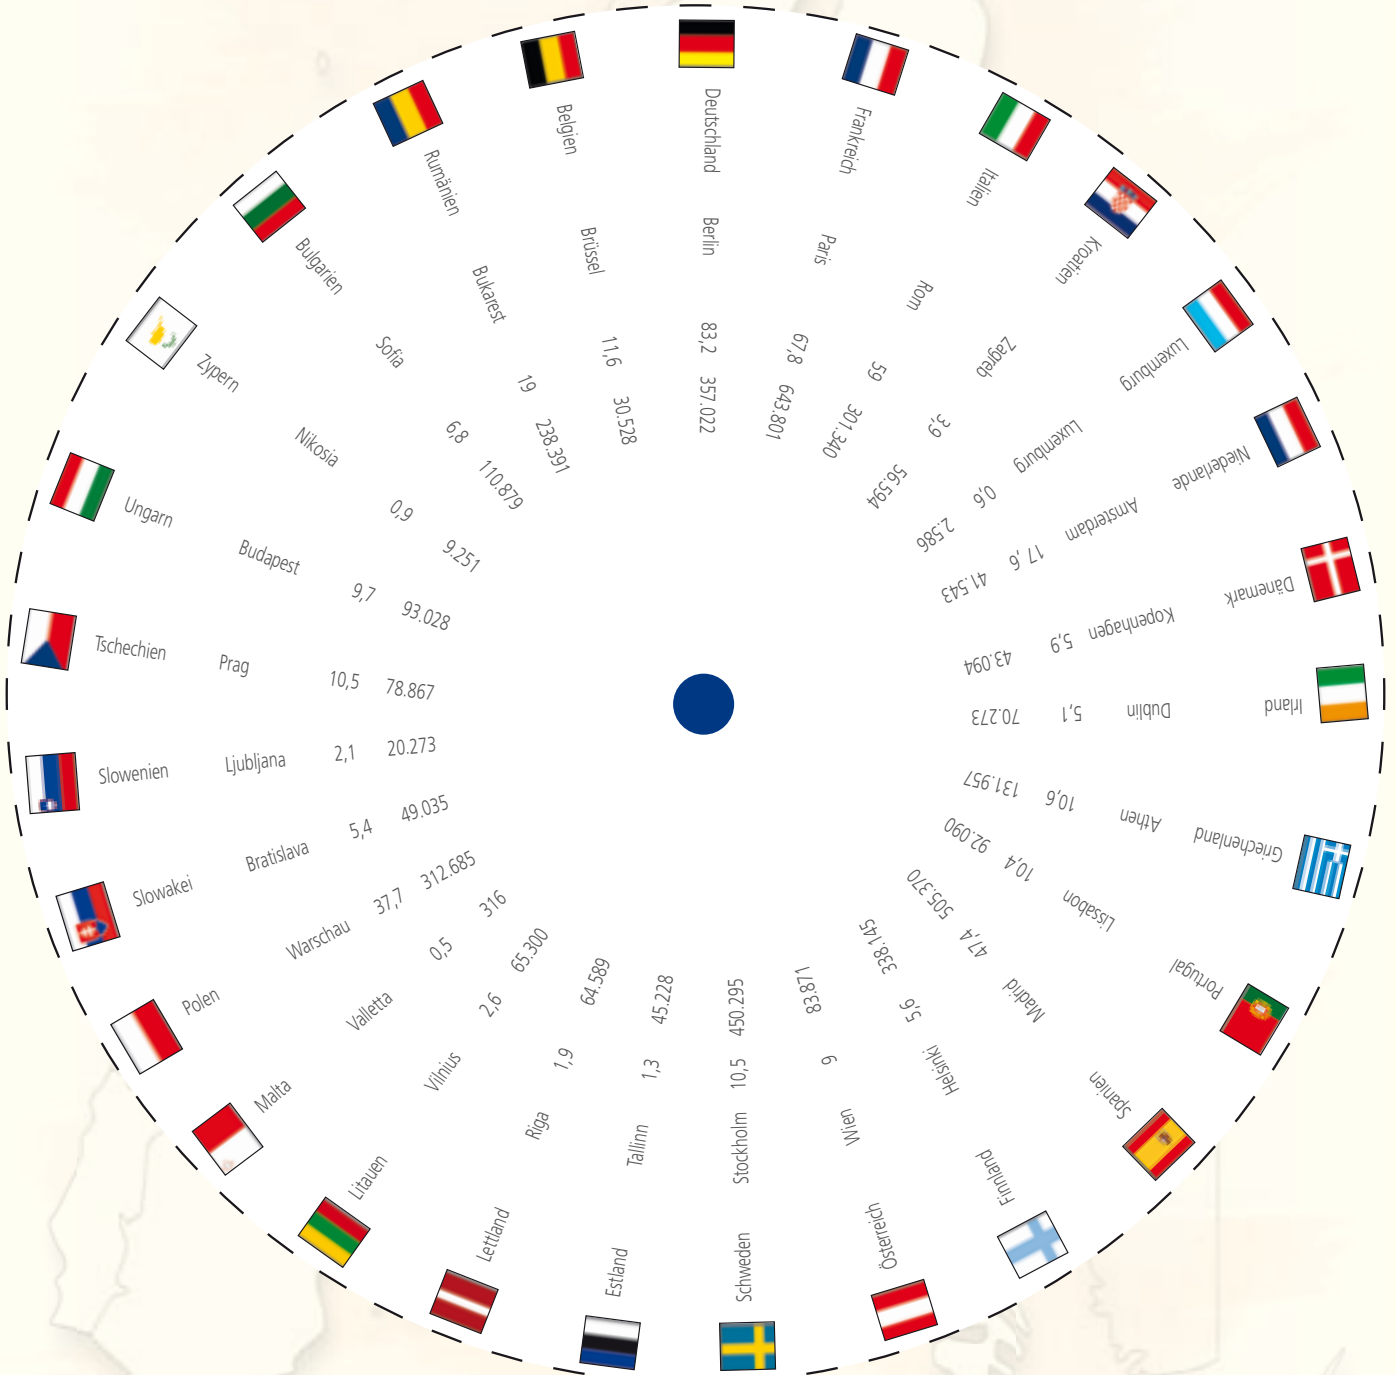 Deutschland Berlin 83,2 357.022
Frankreich Paris 67,8 643.801
Italien Rom 59 301.340
Kroatien Zagreb 3,9 56.594
Luxemburg Luxemburg 0,6 2.586
Niederlande Amsterdam 17,6 41.543
Dänemark Kopenhagen 5,9 43.094
Irland Dublin 5,1 70.273
Griechenland Athen 10,6 131.957
Portugal Lissabon 10,4 92.090
Spanien Madrid 47,4 505.370
Finnland Helsinki 5,6 338.145
Österreich Wien 9 83.871
Schweden Stockholm 10,5 450.295
Estland Tallinn 1,3 45.228
Lettland Riga 1,9 64.589
Litauen Vilnius 2,6 65.300
Malta Valletta 0,5 316
Polen Warschau 37,7 312.685
Slowakei Bratislava 5,4 49.035
Slowenien Ljubljana 2,1 20.273
Tschechien Prag 10,5 78.867
Ungarn Budapest 9,7 93.028
Zypern Nikosia 0,9 9.251
Bulgarien Sofia 6,8 110.879
Rumänien Bukarest 19 238.391
Belgien Brüssel 11,6 30.528